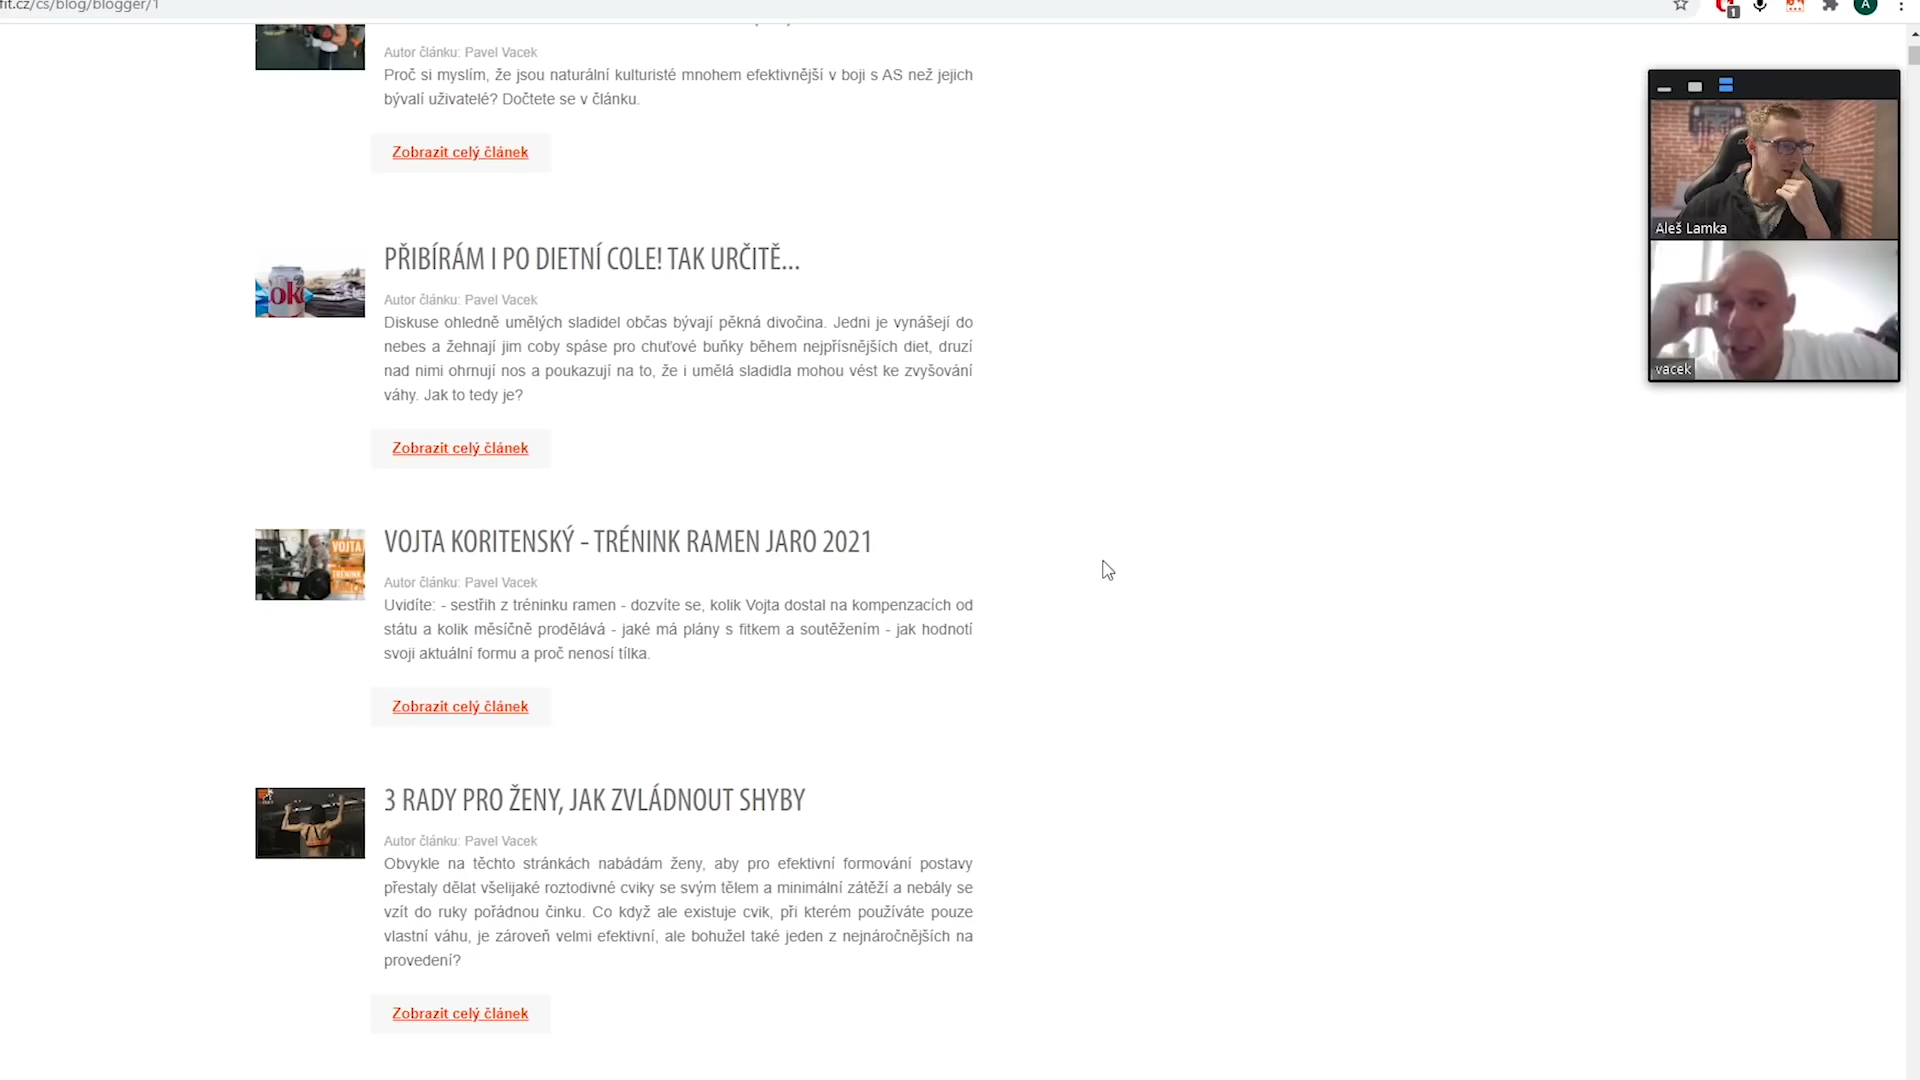 fit.cz/cs/blog/blogger/1
1
A
Autor článku: Pavel Vacek
Proč si myslím, že jsou naturální kulturisté mnohem efektivnější v boji s AS než jejich
bývalí uživatelé? Dočtete se v článku.
Zobrazit celý článek
PŘIBÍRÁM I PO DIETNÍ COLE! TAK URČITĚ...
Autor článku: Pavel Vacek
Diskuse ohledně umělých sladidel občas bývají pěkná divočina. Jedni je vynášejí do
nebes a žehnají jim coby spáse pro chuťové buňky během nejpřísnějších diet, druzí
nad nimi ohrnují nos a poukazují na to, že i umělá sladidla mohou vést ke zvyšování
váhy. Jak to tedy je?
Zobrazit celý článek
VOJTA KORITENSKÝ - TRÉNINK RAMEN JARO 2021
VOJTA
TRÉNINK
RAMEN
Autor článku: Pavel Vacek
Uvidíte: - sestřih z tréninku ramen - dozvíte se, kolik Vojta dostal na kompenzacích od
státu a kolik měsíčně prodělává - jaké má plány s fitkem a soutěžením - jak hodnotí
svoji aktuální formu a proč nenosí tílka.
Zobrazit celý článek
3 RADY PRO ŽENY, JAK ZVLÁDNOUT SHYBY
Autor článku: Pavel Vacek
Obvykle na těchto stránkách nabádám ženy, aby pro efektivní formování postavy
přestaly dělat všelijaké roztodivné cviky se svým tělem a minimální zátěží a nebály se
vzít do ruky pořádnou činku. Co když ale existuje cvik, při kterém používáte pouze
vlastní váhu, je zároveň velmi efektivní, ale bohužel také jeden z nejnáročnějších na
provedení?
Zobrazit celý článek
Aleš Lamka
vacek